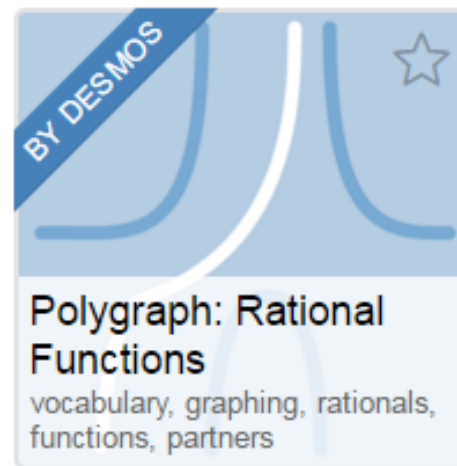 BY DESMOS
Polygraph: Rational
Functions
vocabulary, graphing, rationals,
functions, partners